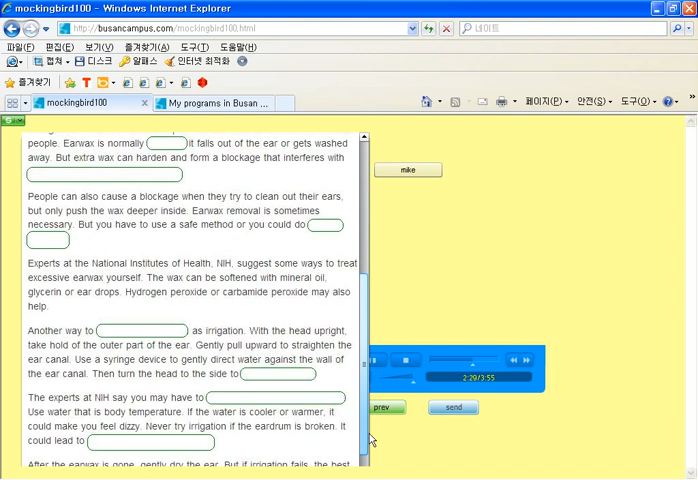 mockingbird100 - Windows Internet Explorer
http://busancampus.com/mockingbird100.html
네이트
파일(F) 편집(E) 보기(V) 즐겨찾기(A) 도구(T) 도움말(H)
캡쳐 디스크 알패스 인터넷 최적화
즐겨찾기
mockingbird100
My programs in Busan ...
페이지(P) 안전(S) 도구(O)
people. Earwax is normally it falls out of the ear or gets washed
away. But extra wax can harden and form a blockage that interferes with
mike
People can also cause a blockage when they try to clean out their ears,
but only push the wax deeper inside. Earwax removal is sometimes
necessary. But you have to use a safe method or you could do
Experts at the National Institutes of Health, NIH, suggest some ways to treat
excessive earwax yourself. The wax can be softened with mineral oil,
glycerin or ear drops. Hydrogen peroxide or carbamide peroxide may also
help.
Another way to as irrigation. With the head upright,
take hold of the outer part of the ear. Gently pull upward to straighten the
ear canal. Use a syringe device to gently direct water against the wall of
the ear canal. Then turn the head to the side to
2:29/3:55
The experts at NIH say you may have to
Use water that is body temperature. If the water is cooler or warmer, it
could make you feel dizzy. Never try irrigation if the eardrum is broken. It
could lead to
prev send
After the earwax is gone, gently dry the ear. But if irrigation fails, the best